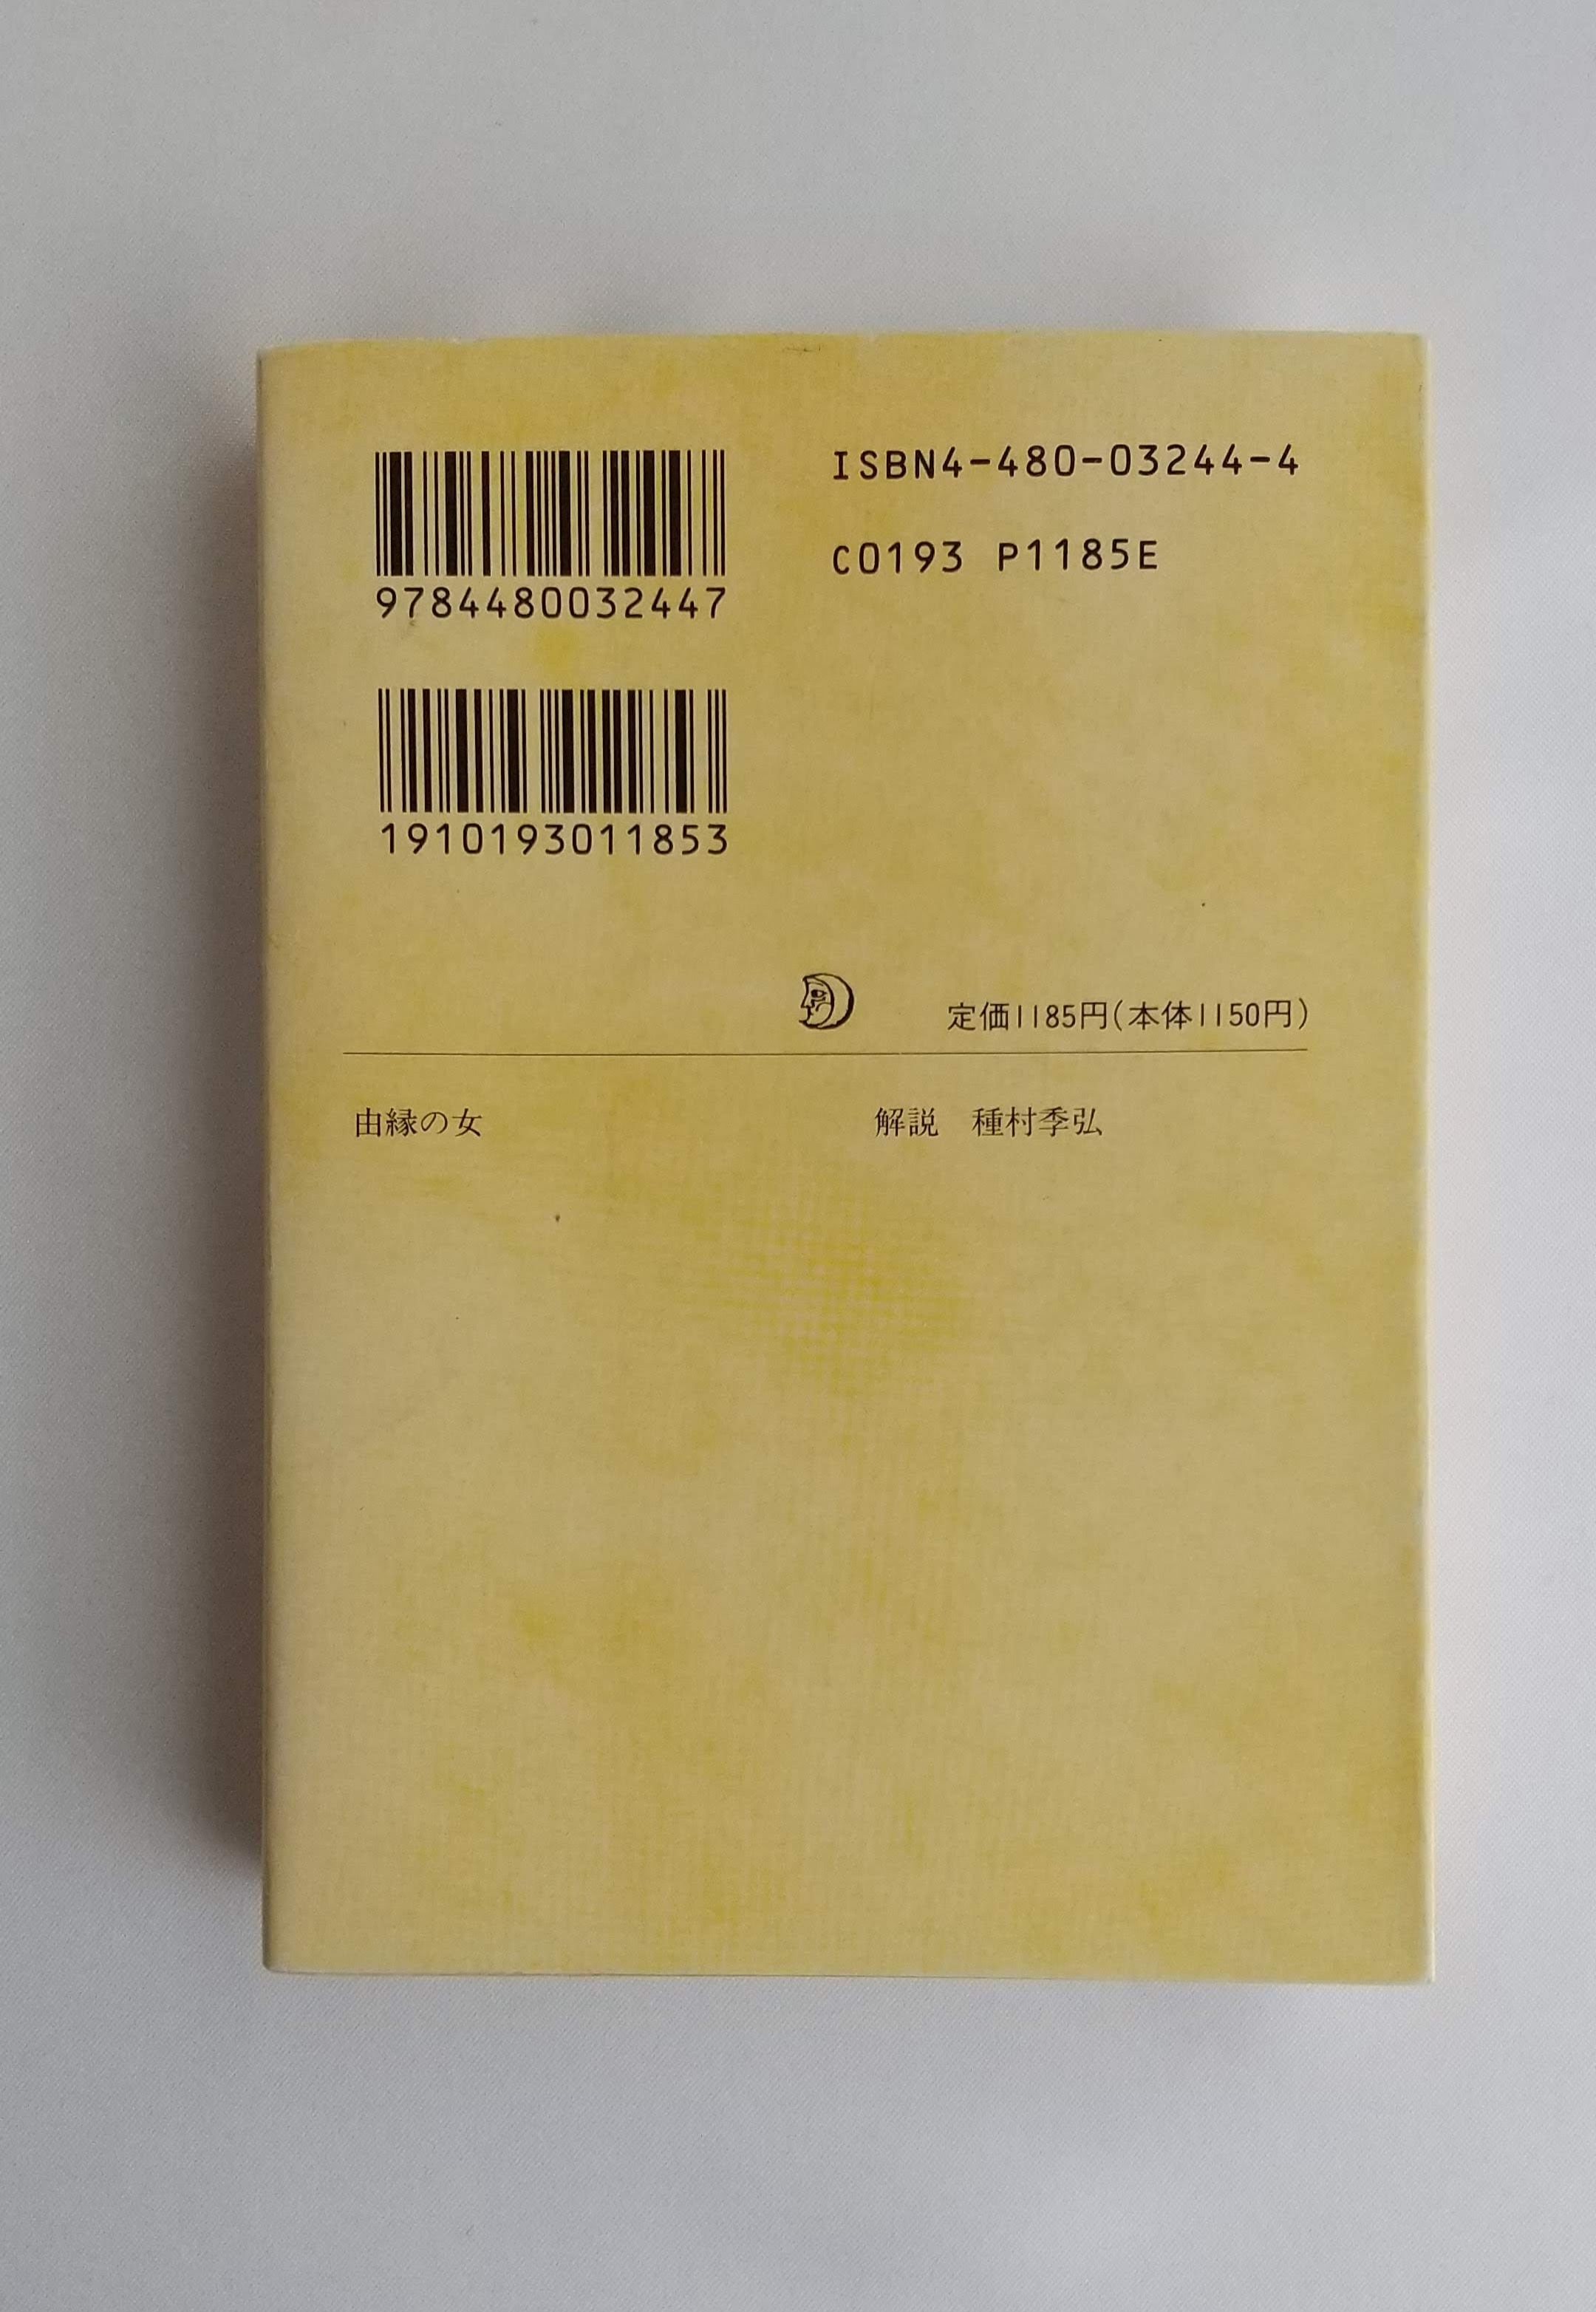 ISBN4-480-03244-4
C0193 P1185E
9784480032447
1910193011853
定価1185円(本体1150円)
由縁の女 解説 種村季弘